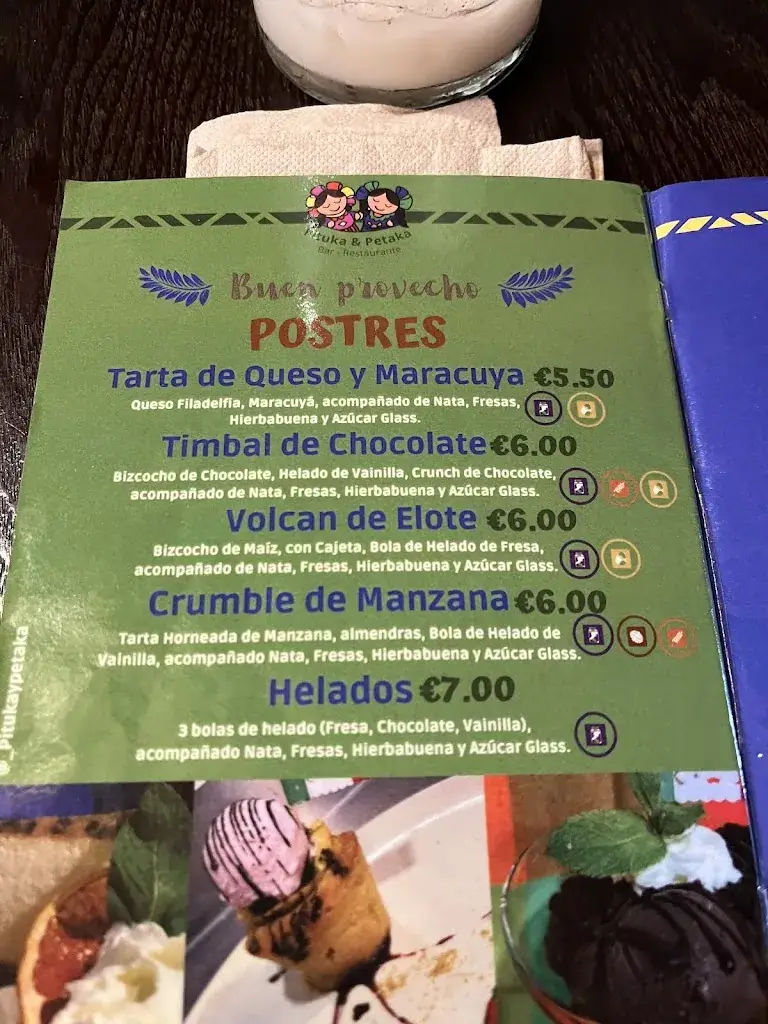 Pituka & Petaka
Bar - Restaurante
Buen provecho
POSTRES
Tarta de Queso y Maracuya €5.50
Queso Filadelfia, Maracuyá, acompañado de Nata, Fresas,
Hierbabuena y Azúcar Glass.
Timbal de Chocolate €6.00
Bizcocho de Chocolate, Helado de Vainilla, Crunch de Chocolate,
acompañado de Nata, Fresas, Hierbabuena y Azúcar Glass.
Volcan de Elote €6.00
Bizcocho de Maíz, con Cajeta, Bola de Helado de Fresa,
acompañado de Nata, Fresas, Hierbabuena y Azúcar Glass.
Crumble de Manzana €6.00
Tarta Horneada de Manzana, almendras, Bola de Helado de
Vainilla, acompañado Nata, Fresas, Hierbabuena y Azúcar Glass.
Helados €7.00
3 bolas de helado (Fresa, Chocolate, Vainilla),
acompañado Nata, Fresas, Hierbabuena y Azúcar Glass.
@_Pitukaypetaka